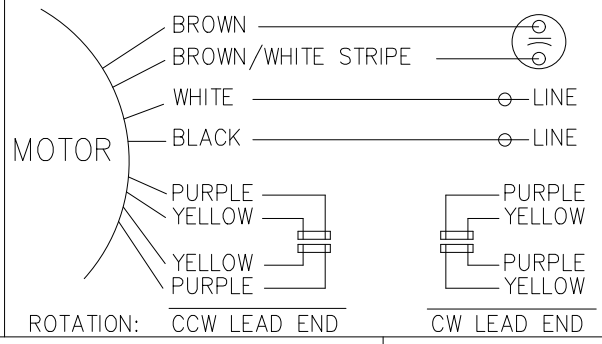 BROWN
BROWN/WHITE STRIPE
WHITE LINE
MOTOR BLACK LINE
PURPLE PURPLE
YELLOW YELLOW
YELLOW PURPLE
PURPLE YELLOW
ROTATION: CCW LEAD END CW LEAD END